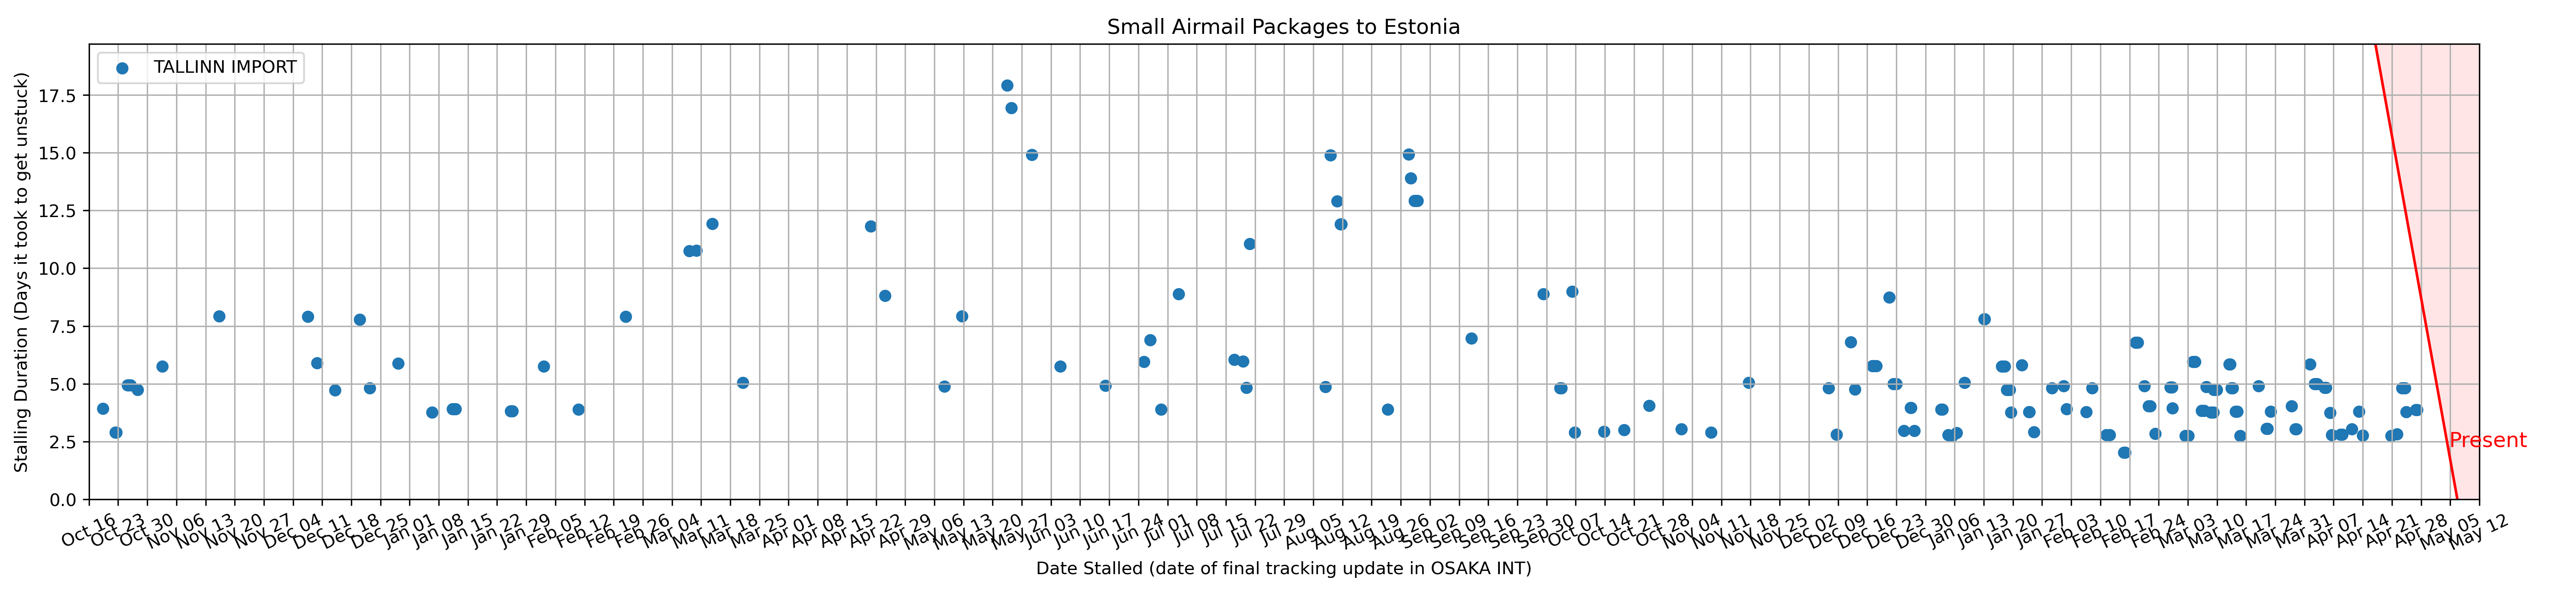 Small Airmail Packages to Estonia
TALLINN IMPORT
Stalling Duration (Days it took to get unstuck)
17.5
15.0
12.5
10.0
7.5
5.0
2.5
0.0
Present
Oct 16
Oct 23
Oct 30
Nov 06
Nov 13
Nov 20
Nov 27
Dec 04
Dec 11
Dec 18
Dec 25
Jan 01
Jan 08
Jan 15
Jan 22
Jan 29
Feb 05
Feb 12
Feb 19
Feb 26
Mar 04
Mar 11
Mar 18
Mar 25
Apr 01
Apr 08
Apr 15
Apr 22
Apr 29
May 06
May 13
May 20
May 27
Jun 03
Jun 10
Jun 17
Jun 24
Jul 01
Jul 08
Jul 15
Jul 22
Jul 29
Aug 05
Aug 12
Aug 19
Aug 26
Sep 02
Sep 09
Sep 16
Sep 23
Sep 30
Oct 07
Oct 14
Oct 21
Oct 28
Nov 04
Nov 11
Nov 18
Nov 25
Dec 02
Dec 09
Dec 16
Dec 23
Dec 30
Jan 06
Jan 13
Jan 20
Jan 27
Feb 03
Feb 10
Feb 17
Feb 24
Mar 03
Mar 10
Mar 17
Mar 24
Mar 31
Apr 07
Apr 14
Apr 21
Apr 28
May 05
May 12
Date Stalled (date of final tracking update in OSAKA INT)